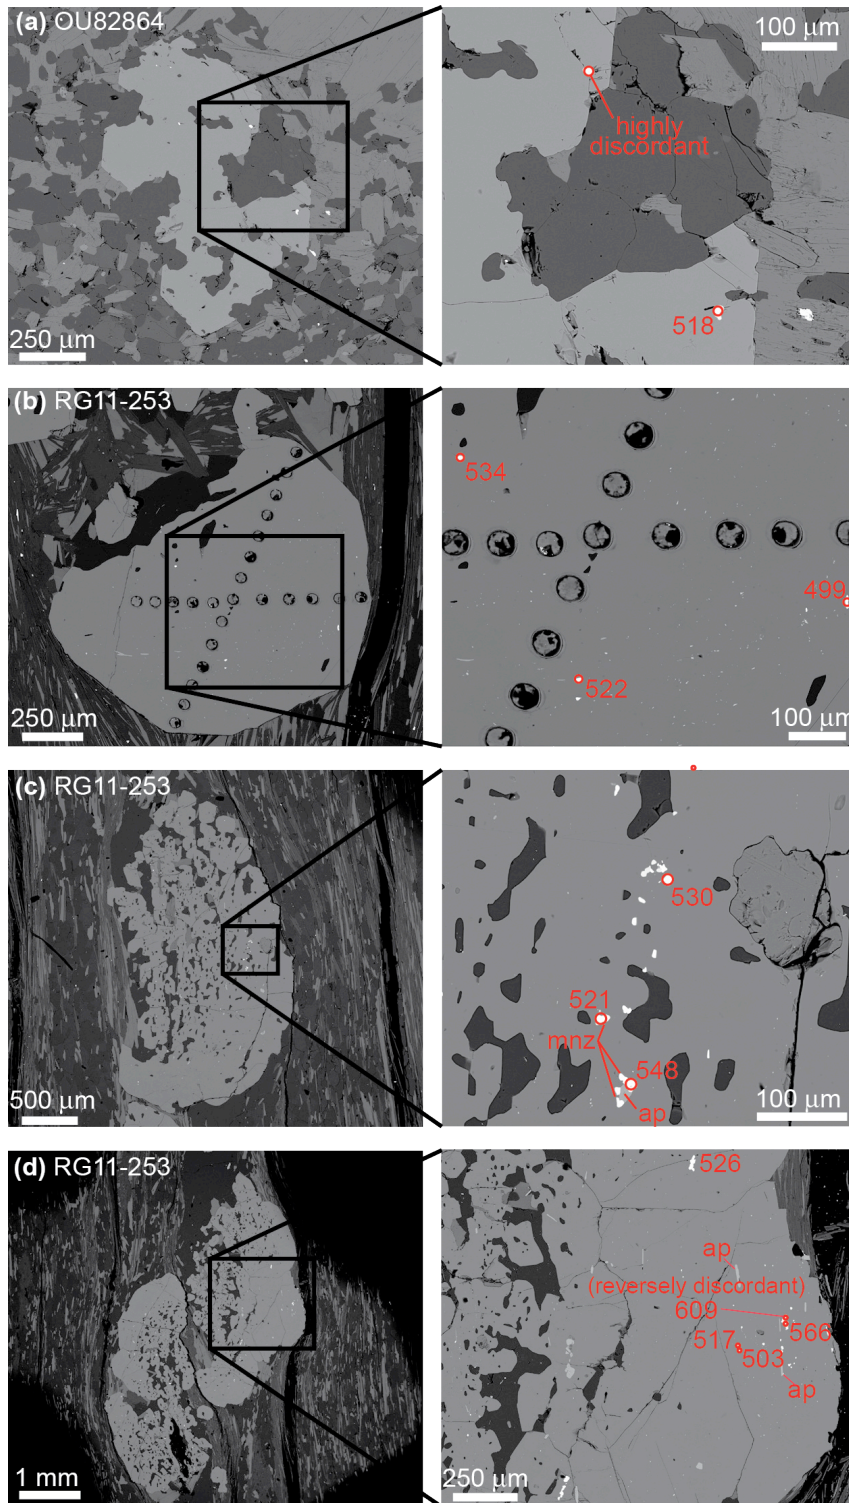 (a) OU82864
100 µm
highly
discordant
518
250 µm
(b) RG11-253
534
499
522
250 µm
100 µm
(c) RG11-253
530
521
mnz
548
ap
500 µm
100 µm
(d) RG11-253
526
ap
(reversely discordant)
609
566
517
503
ap
1 mm
250 µm